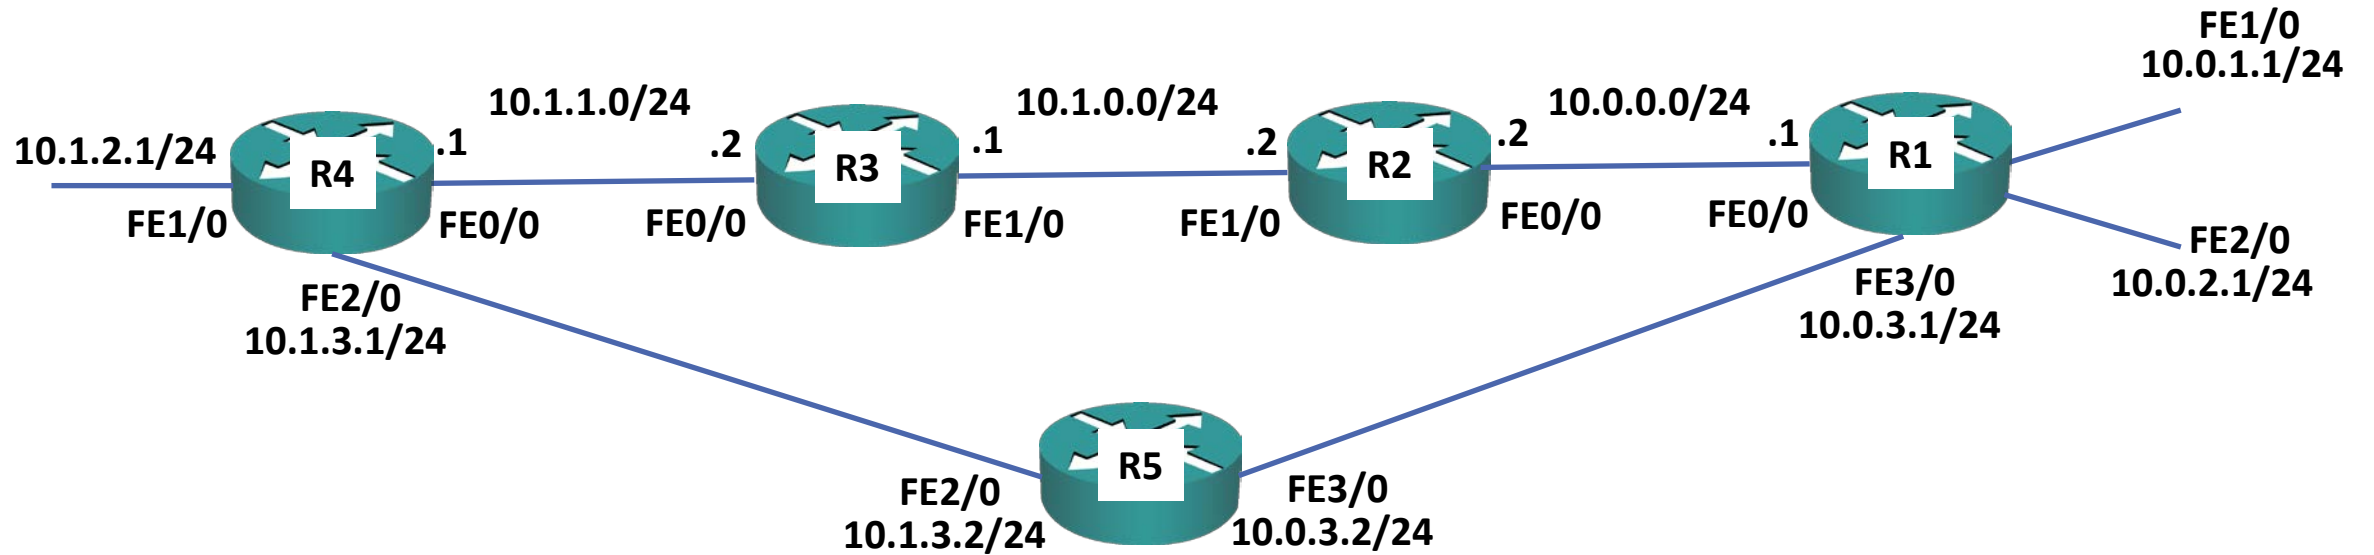 FE1/0
10.0.1.1/24
10.1.1.0/24
10.1.0.0/24
10.0.0.0/24
10.1.2.1/24
R4
.1
.2
R3
.1
.2
R2
.2
.1
R1
FE1/0
FE0/0
FE0/0
FE1/0
FE1/0
FE0/0
FE0/0
FE2/0
10.0.2.1/24
FE2/0
10.1.3.1/24
FE3/0
10.0.3.1/24
R5
FE2/0
10.1.3.2/24
FE3/0
10.0.3.2/24